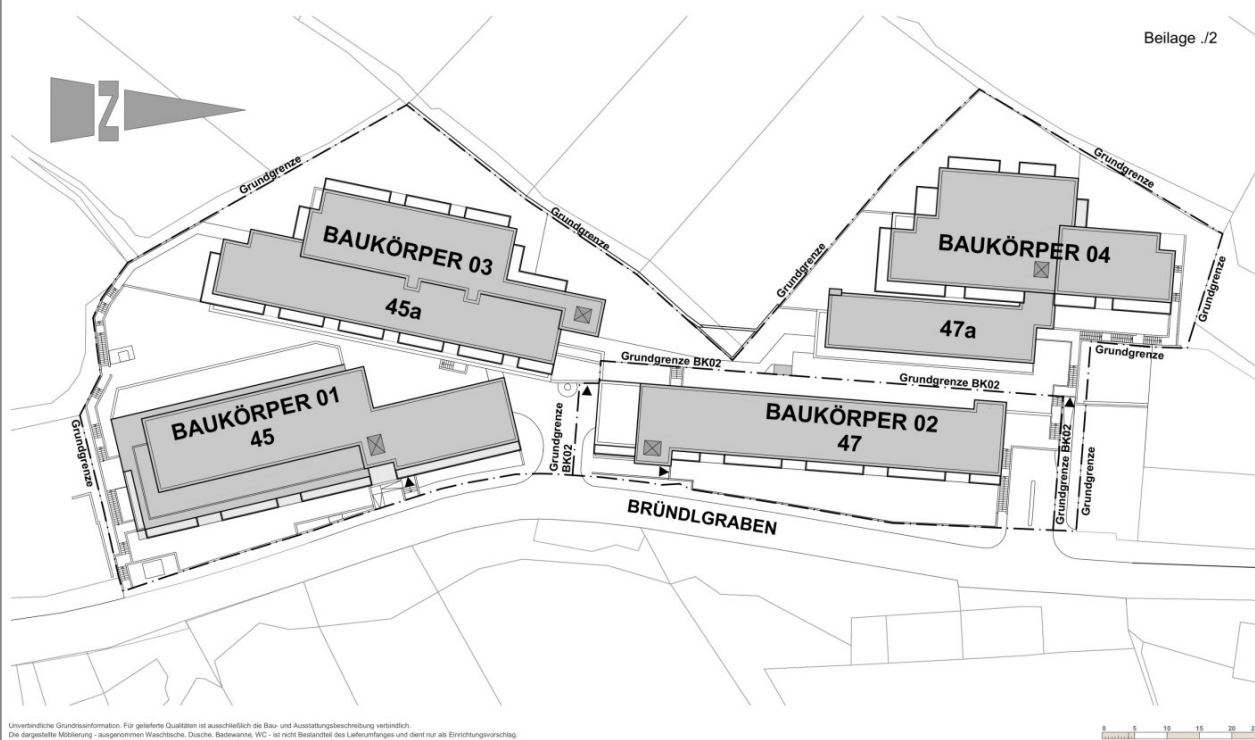 Beilage ./2
N
Grundgrenze
Grundgrenze
Grundgrenze
Grundgrenze
Grundgrenze
BAUKÖRPER 03
45a
BAUKÖRPER 04
47a
Grundgrenze
Grundgrenze BK02
Grundgrenze BK02
BAUKÖRPER 01
45
BAUKÖRPER 02
47
Grundgrenze
Grundgrenze
BK02
Grundgrenze BK02
Grundgrenze
BRÜNDLGRABEN
Unverbindliche Grundrissinformation. Für gelieferte Qualitäten ist ausschließlich die Bau- und Ausstattungsbeschreibung verbindlich.
Die dargestellte Möblierung - ausgenommen Waschtische, Dusche, Badewanne, WC - ist nicht Bestandteil des Lieferumfanges und dient nur als Einrichtungsvorschlag.
0 5 10 15 20